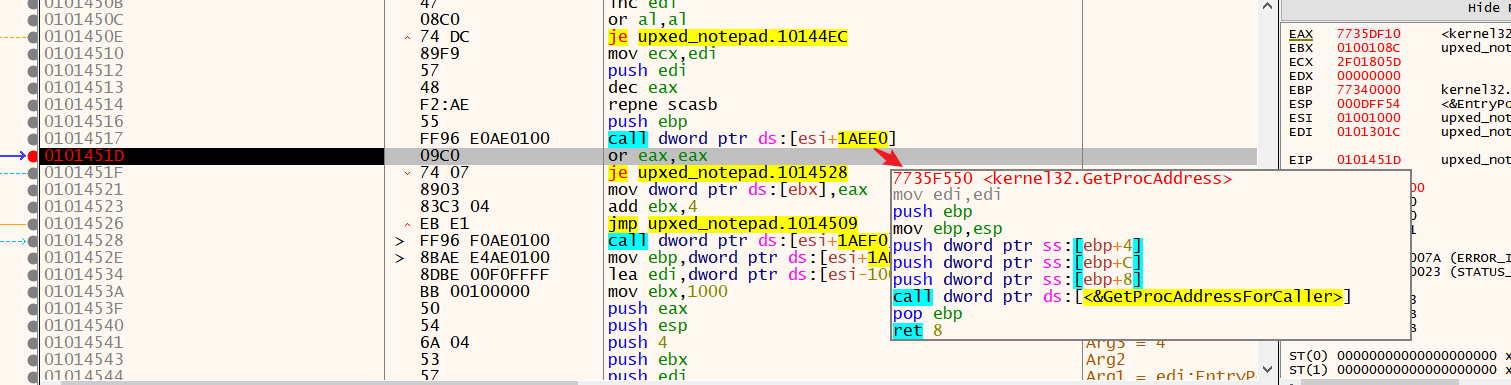 0101450B 47 inc edi Hide
0101450C 08C0 or al,al
0101450E 74 DC je upxed_notepad.10144EC EAX 7735DF10 <kernel32.
01014510 89F9 mov ecx,edi EBX 0100108C upxed_not
01014512 57 push edi ECX 2F01805D
01014513 48 dec eax EDX 00000000
01014514 F2:AE repne scasb EBP 77340000 kernel32.
01014516 55 push ebp ESP 000DFF54 <&EntryPo
01014517 FF96 E0AE0100 call dword ptr ds:[esi+1AEE0] ESI 01001000 upxed_not
EDI 0101301C upxed_not
0101451D 09C0 or eax,eax EIP 0101451D upxed_not
0101451F 74 07 je upxed_notepad.1014528
01014521 8903 mov dword ptr ds:[ebx],eax
01014523 83C3 04 add ebx,4
01014526 EB E1 jmp upxed_notepad.1014509
01014528 > FF96 F0AE0100 call dword ptr ds:[esi+1AEF0
0101452E > 8BAE E4AE0100 mov ebp,dword ptr ds:[esi+1A
01014534 8DBE 00F0FFFF lea edi,dword ptr ds:[esi-100
0101453A BB 00100000 mov ebx,1000
0101453F 50 push eax
01014540 54 push esp
01014541 6A 04 push 4 Arg3 = 4
01014543 53 push ebx Arg2
01014544 57 push edi Arg1 = edi:EntryPo
7735F550 <kernel32.GetProcAddress>
mov edi,edi
push ebp
mov ebp,esp
push dword ptr ss:[ebp+4]
push dword ptr ss:[ebp+C]
push dword ptr ss:[ebp+8]
call dword ptr ds:[<&GetProcAddressForCaller>]
pop ebp
ret 8
007A (ERROR_I
0023 (STATUS_
ST(0) 00000000000000000000
ST(1) 00000000000000000000